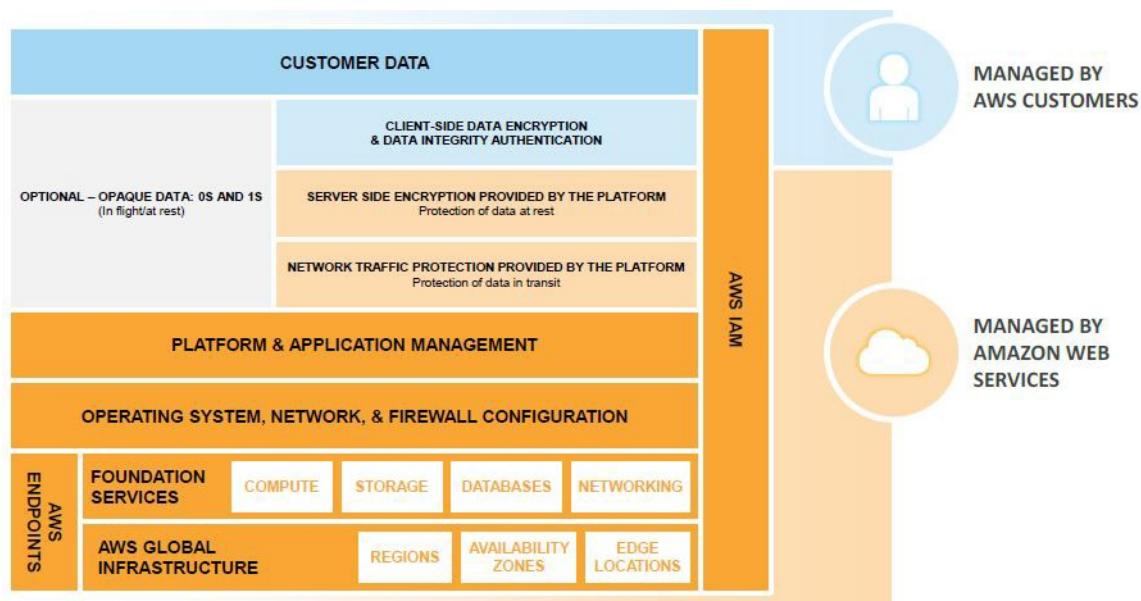 CUSTOMER DATA
CLIENT-SIDE DATA ENCRYPTION
& DATA INTEGRITY AUTHENTICATION
OPTIONAL – OPAQUE DATA: 0S AND 1S
(In flight/at rest)
SERVER SIDE ENCRYPTION PROVIDED BY THE PLATFORM
Protection of data at rest
NETWORK TRAFFIC PROTECTION PROVIDED BY THE PLATFORM
Protection of data in transit
PLATFORM & APPLICATION MANAGEMENT
OPERATING SYSTEM, NETWORK, & FIREWALL CONFIGURATION
AWS
ENDPOINTS
FOUNDATION
SERVICES
COMPUTE
STORAGE
DATABASES
NETWORKING
AWS GLOBAL
INFRASTRUCTURE
REGIONS
AVAILABILITY
ZONES
EDGE
LOCATIONS
AWS IAM
MANAGED BY
AWS CUSTOMERS
MANAGED BY
AMAZON WEB
SERVICES